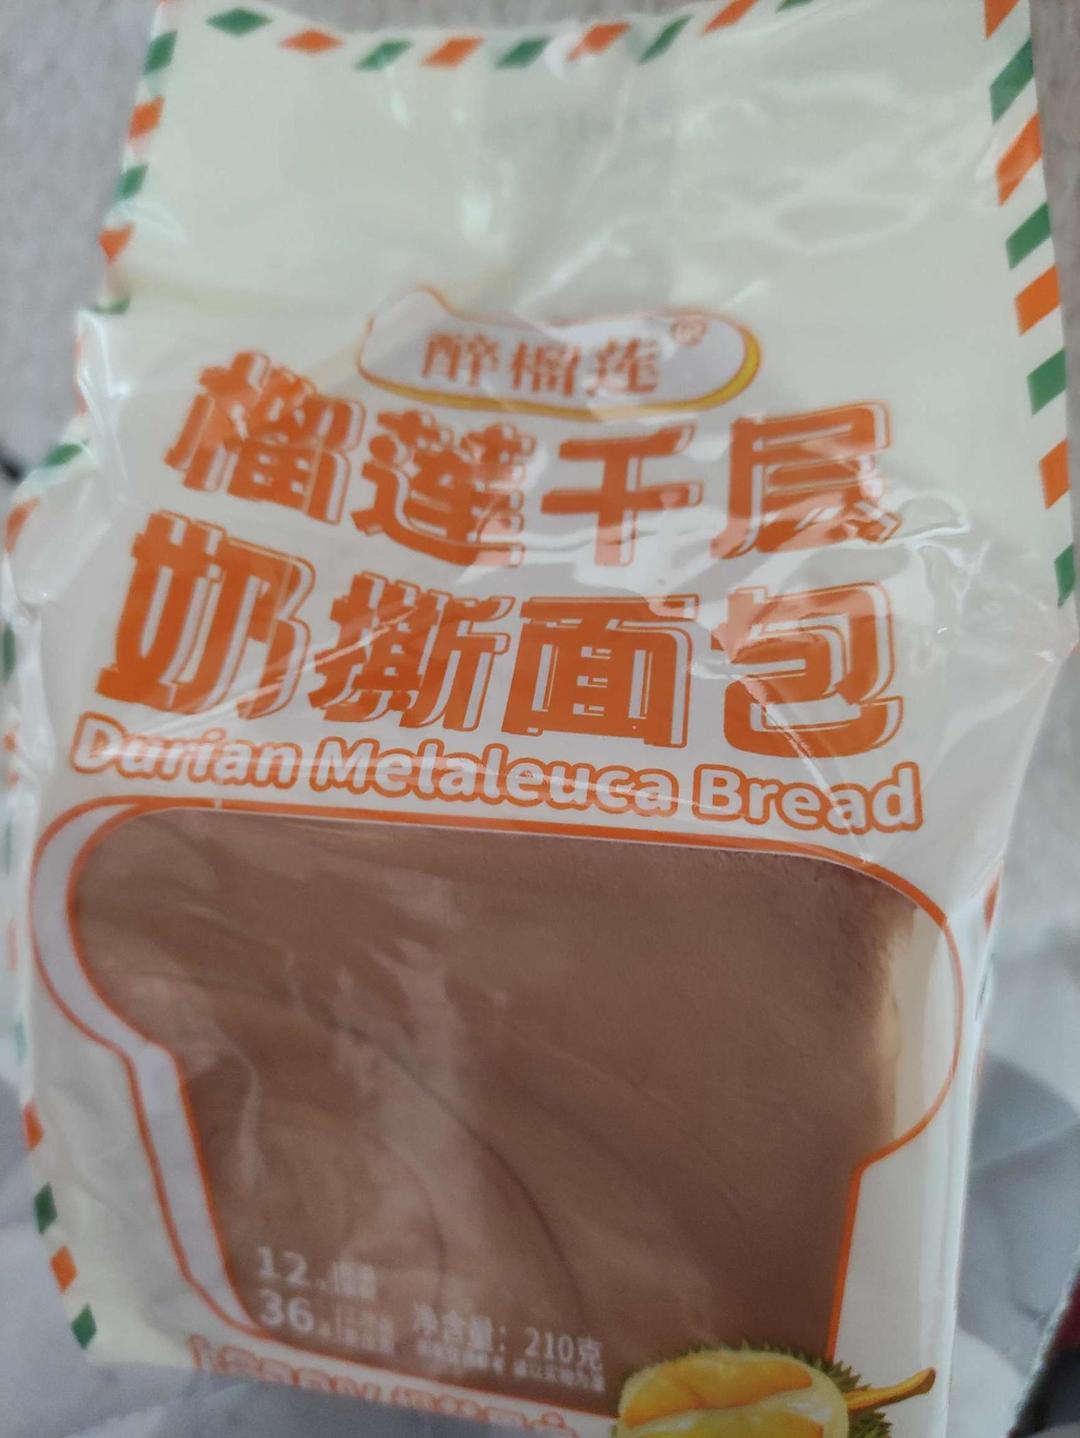 醉榴莲®
榴莲千层
奶撕面包
Durian Melaleuca Bread
12
36
净含量：210克